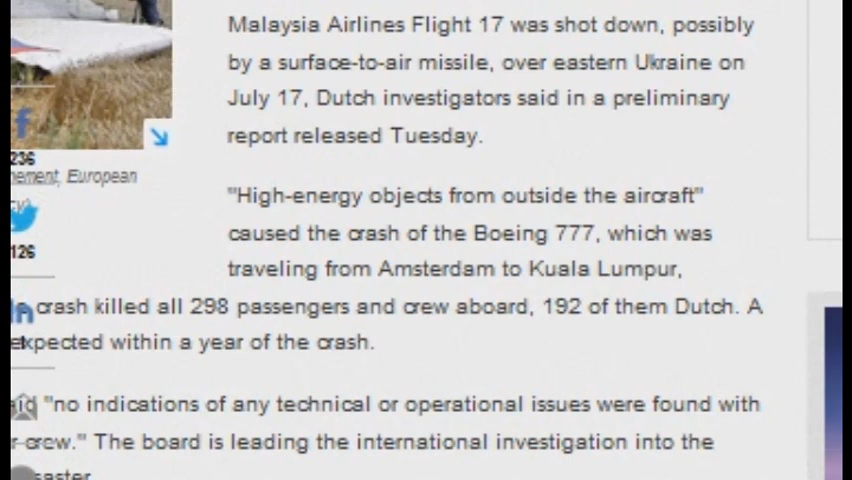 Malaysia Airlines Flight 17 was shot down, possibly
by a surface-to-air missile, over eastern Ukraine on
July 17, Dutch investigators said in a preliminary
report released Tuesday.
236
European
"High-energy objects from outside the aircraft"
caused the crash of the Boeing 777, which was
126
traveling from Amsterdam to Kuala Lumpur,
in
crash killed all 298 passengers and crew aboard, 192 of them Dutch. A
expected within a year of the crash.
"no indications of any technical or operational issues were found with
crew." The board is leading the international investigation into the